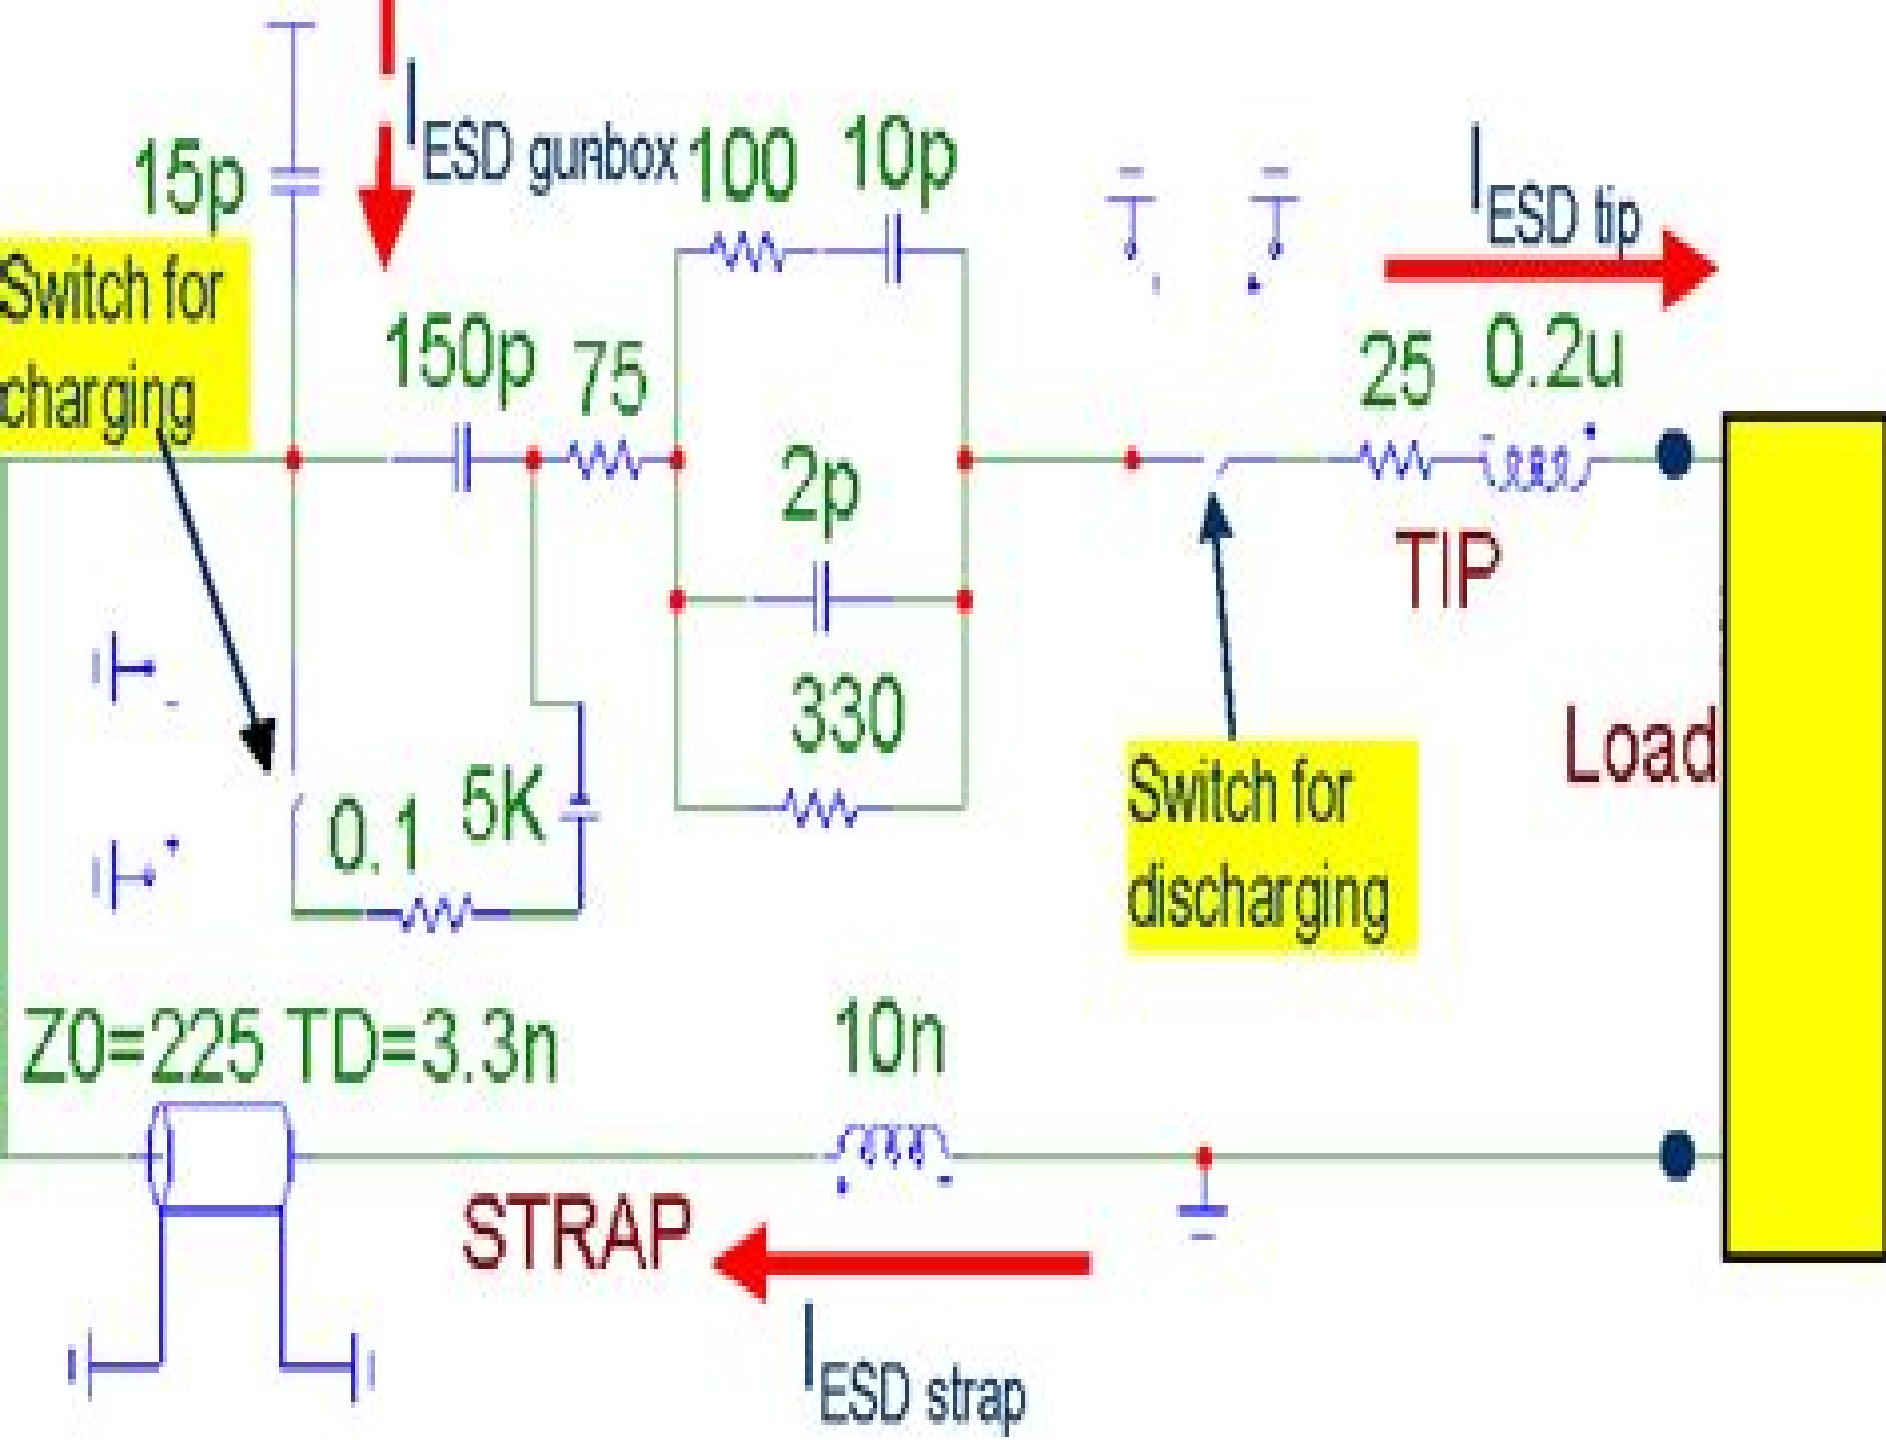 I ESD gunbox
15p
100
10p
I ESD tip
Switch for
charging
150p
75
25
0.2u
2p
TIP
330
Load
0.1
5K
Switch for
discharging
Z0=225 TD=3.3n
10n
STRAP
I ESD strap